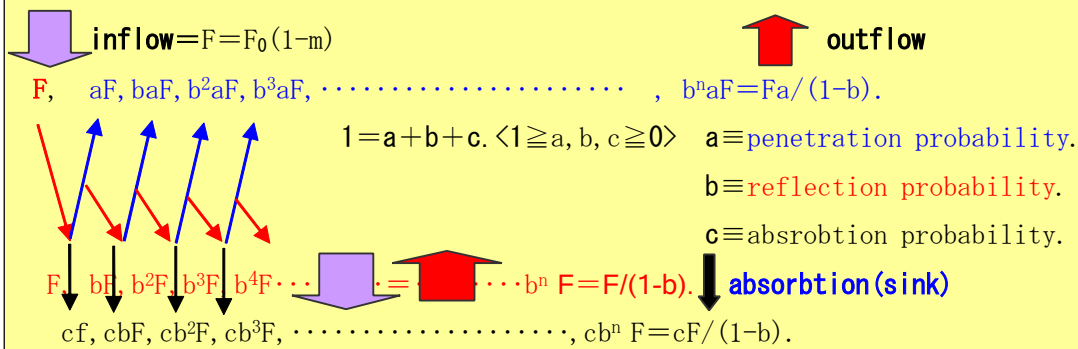 inflow＝F＝F₀(1-m) outflow
F, aF, baF, b²aF, b³aF, ······················ , bⁿaF＝Fa/(1-b).
1＝a＋b＋c. <1≧a, b, c≧0> a≡penetration probability.
b≡reflection probability.
c≡absrobtion probability.
F, bF, b²F, b³F, b⁴F·· ·＝ ·····bⁿ F＝F/(1-b). absorbtion(sink)
cf, cbF, cb²F, cb³F, ·····················, cbⁿ F＝cF/(1-b).